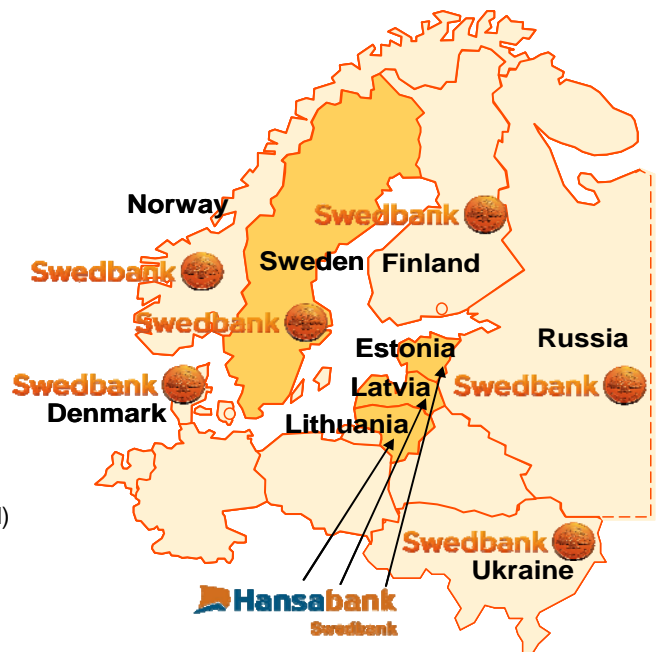 Norway
Swedbank
Swedbank
Sweden
Finland
Swedbank
Estonia
Russia
Swedbank
Latvia
Swedbank
Denmark
Lithuania
)
Swedbank
Ukraine
Hansabank
Swedbank